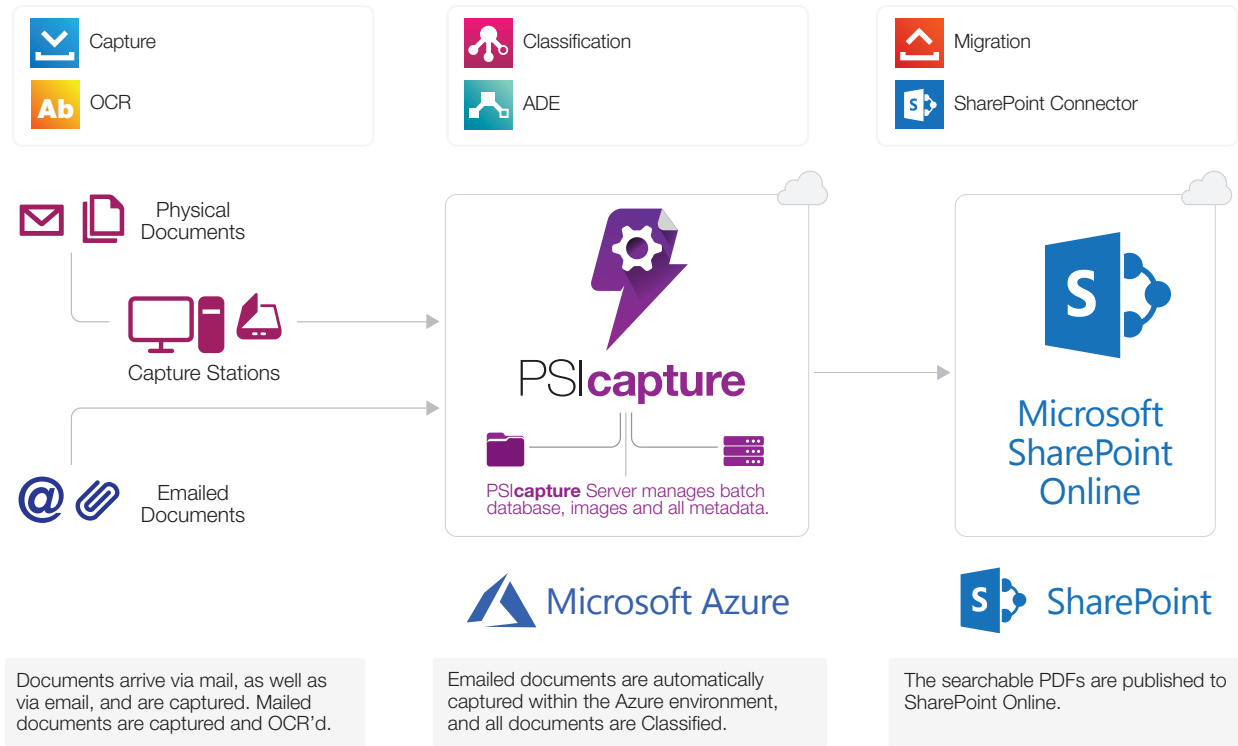 Capture
Ab
OCR
Classification
ADE
Migration
S
SharePoint Connector
Physical
Documents
Capture Stations
@
Emailed
Documents
PSIcapture
PSIcapture Server manages batch
database, images and all metadata.
S
Microsoft
SharePoint
Online
Microsoft Azure
S
SharePoint
Documents arrive via mail, as well as
via email, and are captured. Mailed
documents are captured and OCR'd.
Emailed documents are automatically
captured within the Azure environment,
and all documents are Classified.
The searchable PDFs are published to
SharePoint Online.